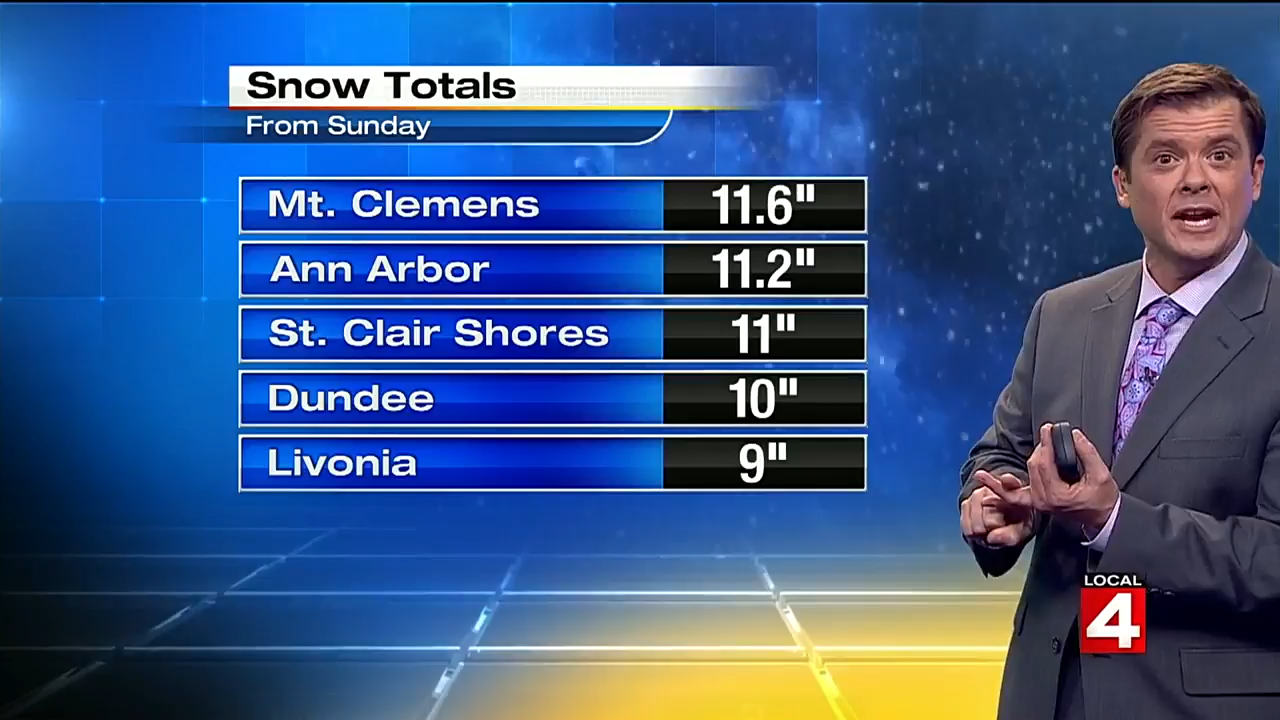 Snow Totals
From Sunday
Mt. Clemens 11.6"
Ann Arbor 11.2"
St. Clair Shores 11"
Dundee 10"
Livonia 9"
LOCAL
4